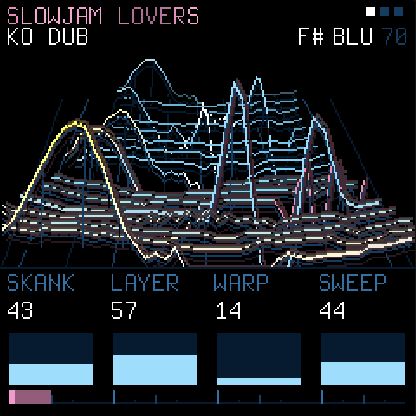 SLOWJAM LOVERS
KO DUB F# BLU 70
SKANK LAYER WARP SWEEP
43 57 14 44